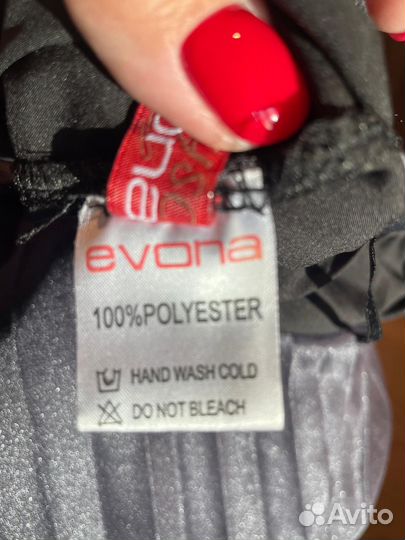 evona
100%POLYESTER
HAND WASH COLD
DO NOT BLEACH
Avito